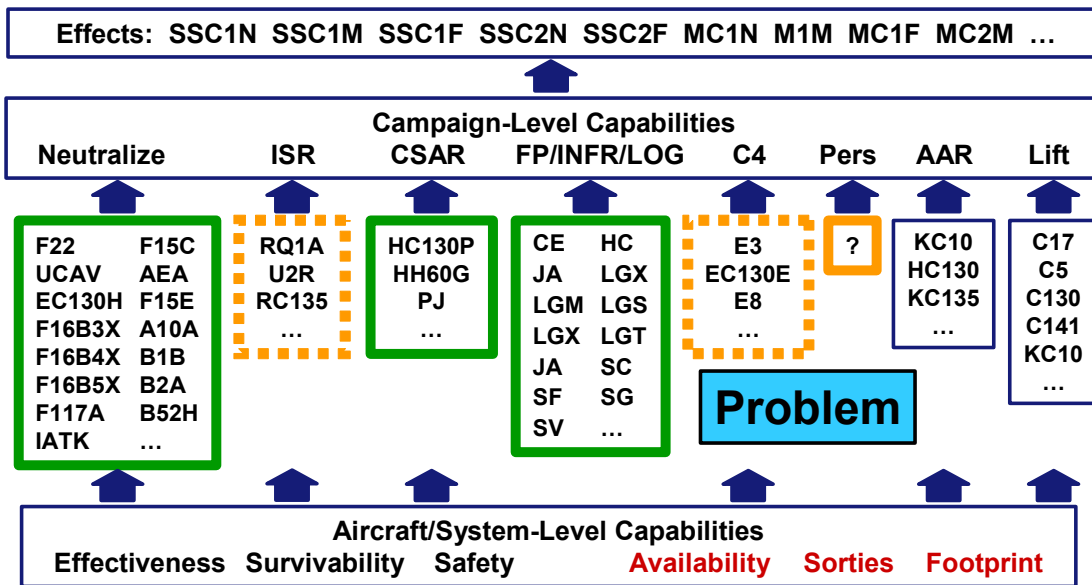 Effects: SSC1N SSC1M SSC1F SSC2N SSC2F MC1N M1M MC1F MC2M …
Campaign-Level Capabilities
Neutralize ISR CSAR FP/INFR/LOG C4 Pers AAR Lift
F22 F15C
UCAV AEA
EC130H F15E
F16B3X A10A
F16B4X B1B
F16B5X B2A
F117A B52H
IATK …
RQ1A
U2R
RC135
…
HC130P
HH60G
PJ
…
CE HC
JA LGX
LGM LGS
LGX LGT
JA SC
SF SG
SV …
E3
EC130E
E8
…
?
KC10
HC130
KC135
…
C17
C5
C130
C141
KC10
…
Problem
Aircraft/System-Level Capabilities
Effectiveness Survivability Safety Availability Sorties Footprint